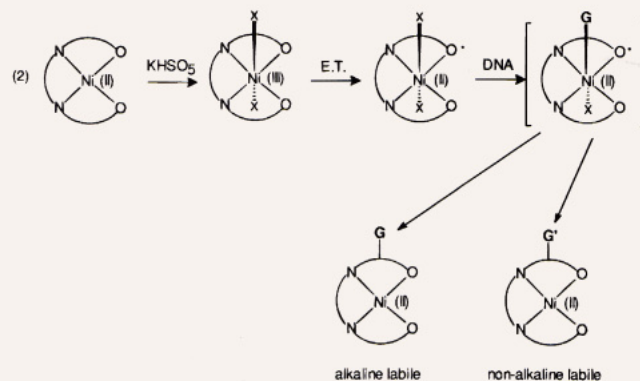 X X G
N O N O N O• N O•
(2) Ni (II) KHSO5 Ni (III) E.T. Ni (II) DNA Ni (II)
N O N X O N X O N X O
G G'
N O N O
Ni (II) Ni (II)
N O N O
alkaline labile non-alkaline labile